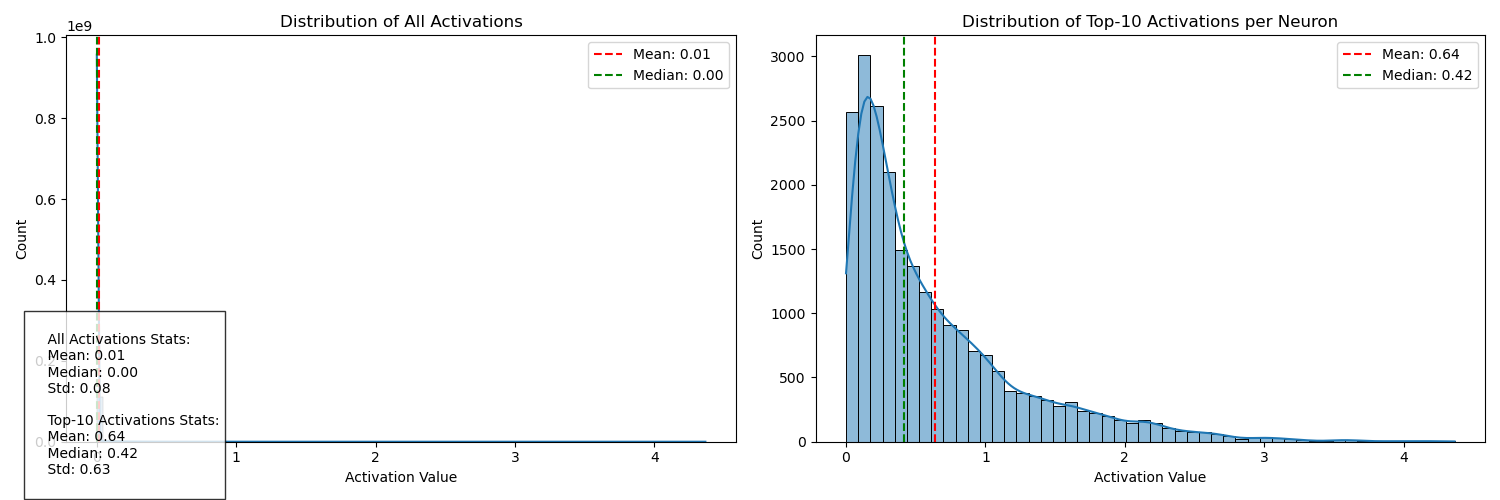 Distribution of All Activations
1e9
1.0
0.8
0.6
0.4
0.2
0.0
Count
Mean: 0.01
Median: 0.00
All Activations Stats:
Mean: 0.01
Median: 0.00
Std: 0.08
Top-10 Activations Stats:
Mean: 0.64
Median: 0.42
Std: 0.63
1 2 3 4
Activation Value
Distribution of Top-10 Activations per Neuron
3000
2500
2000
1500
1000
500
0
Count
Mean: 0.64
Median: 0.42
0 1 2 3 4
Activation Value